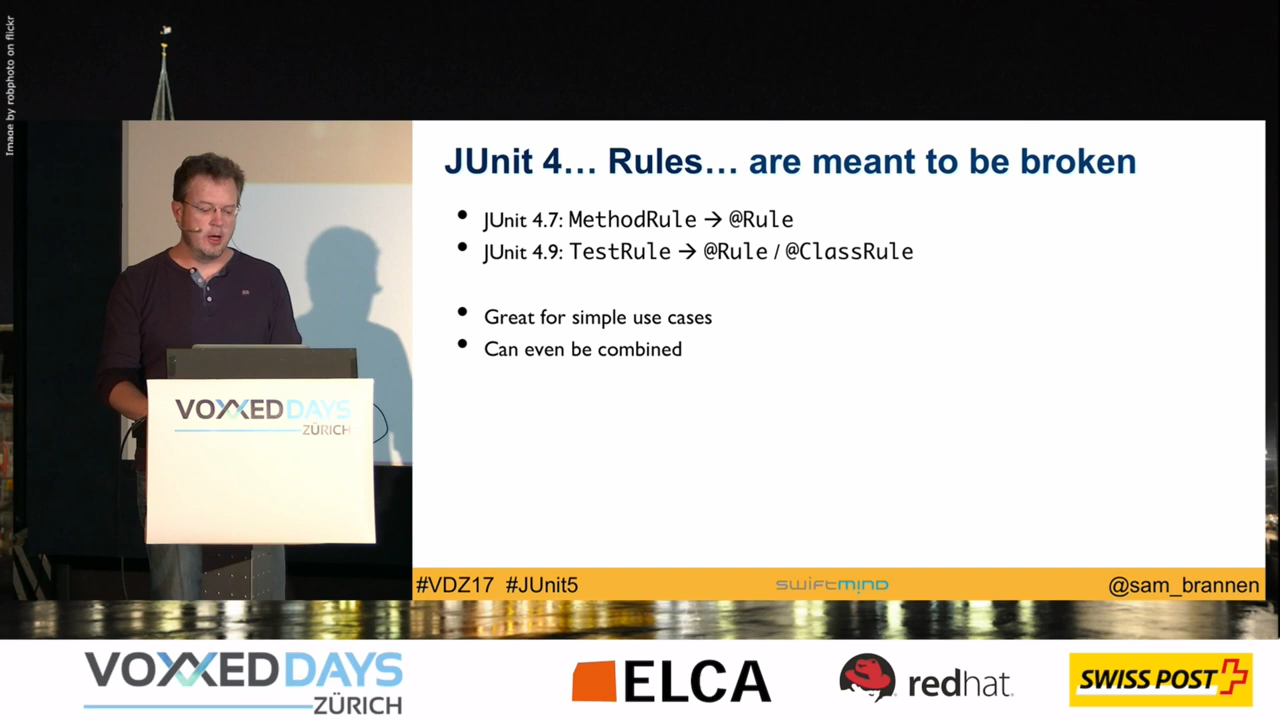 Image by robphoto on flickr
JUnit 4… Rules… are meant to be broken
• JUnit 4.7: MethodRule → @Rule
• JUnit 4.9: TestRule → @Rule / @ClassRule
• Great for simple use cases
• Can even be combined
VOXXED DAYS
ZÜRICH
#VDZ17 #JUnit5
swiftmind
@sam_brannen
VOXXED DAYS
ZÜRICH
ELCA
redhat.
SWISS POST